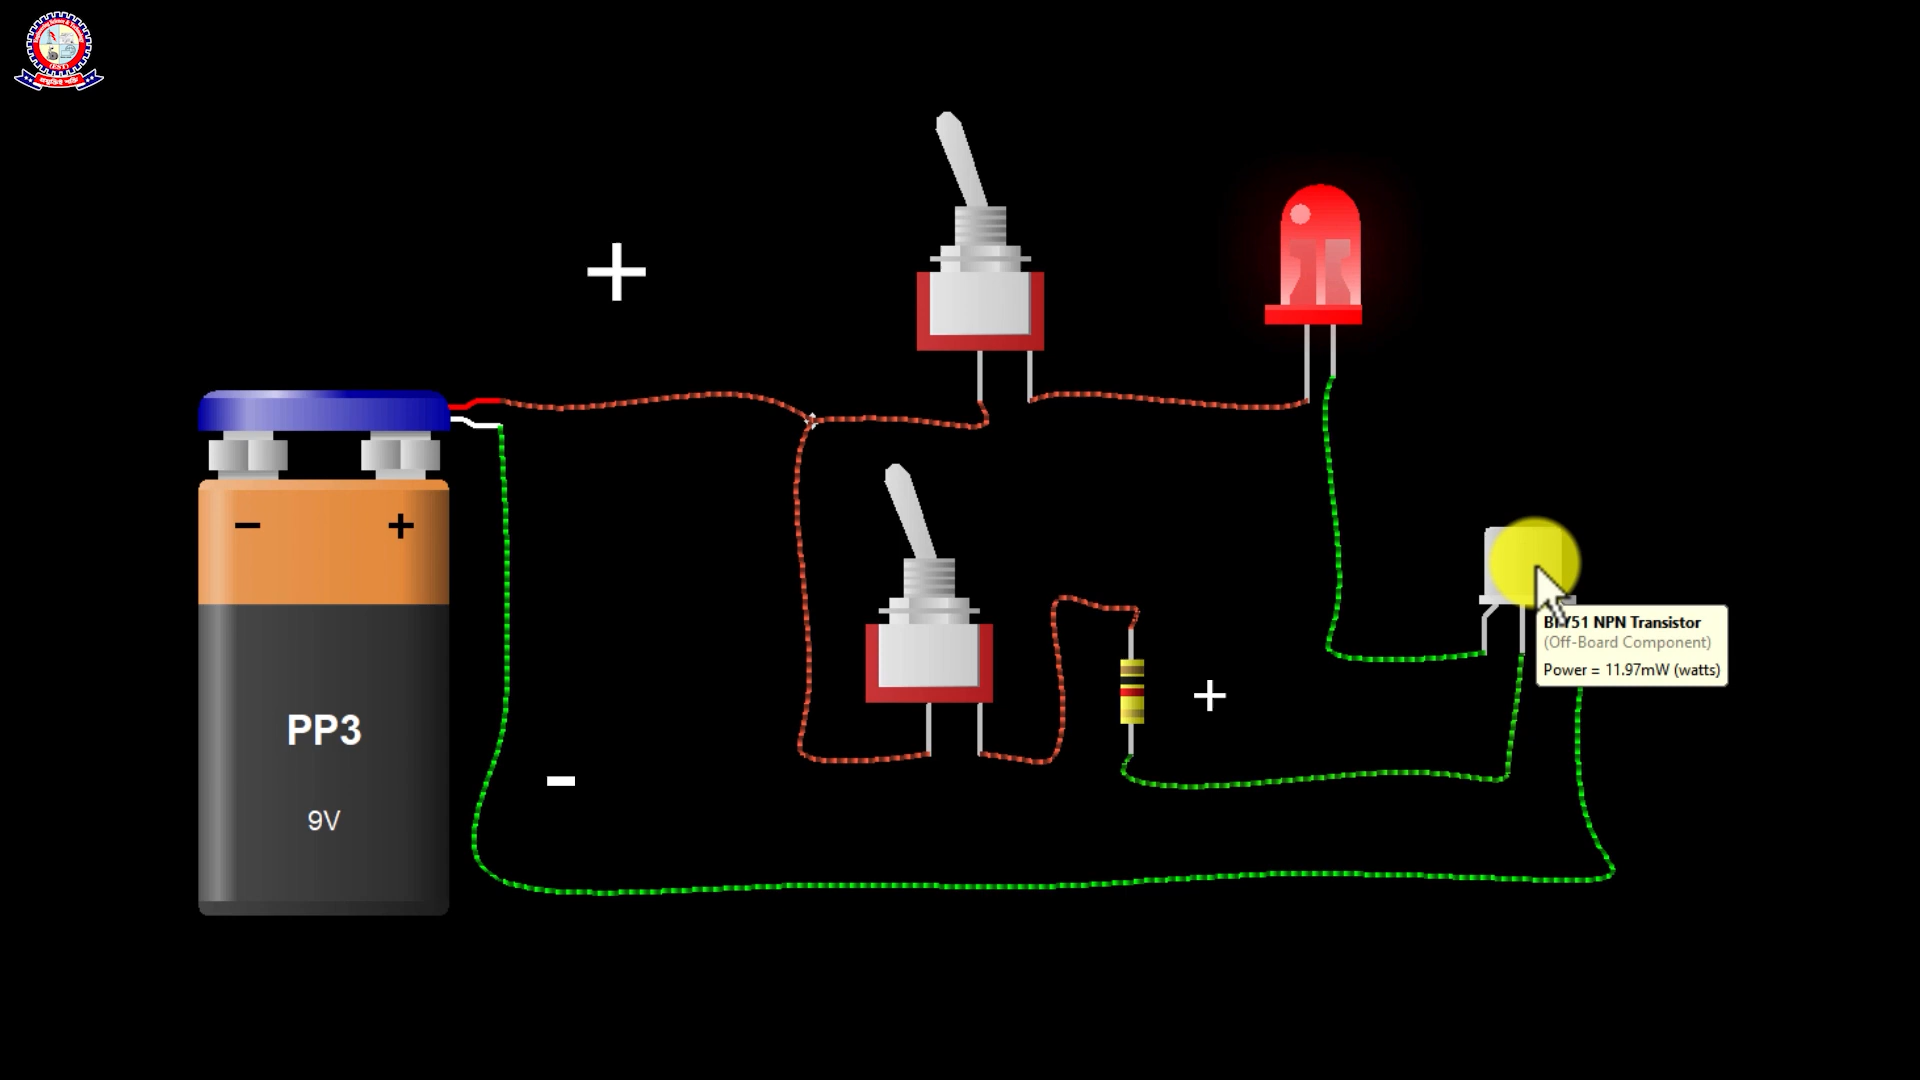 +
− +
PP3
9V
+
-
NPN Transistor
(Off-Board Component)
Power = 11.97mW (watts)